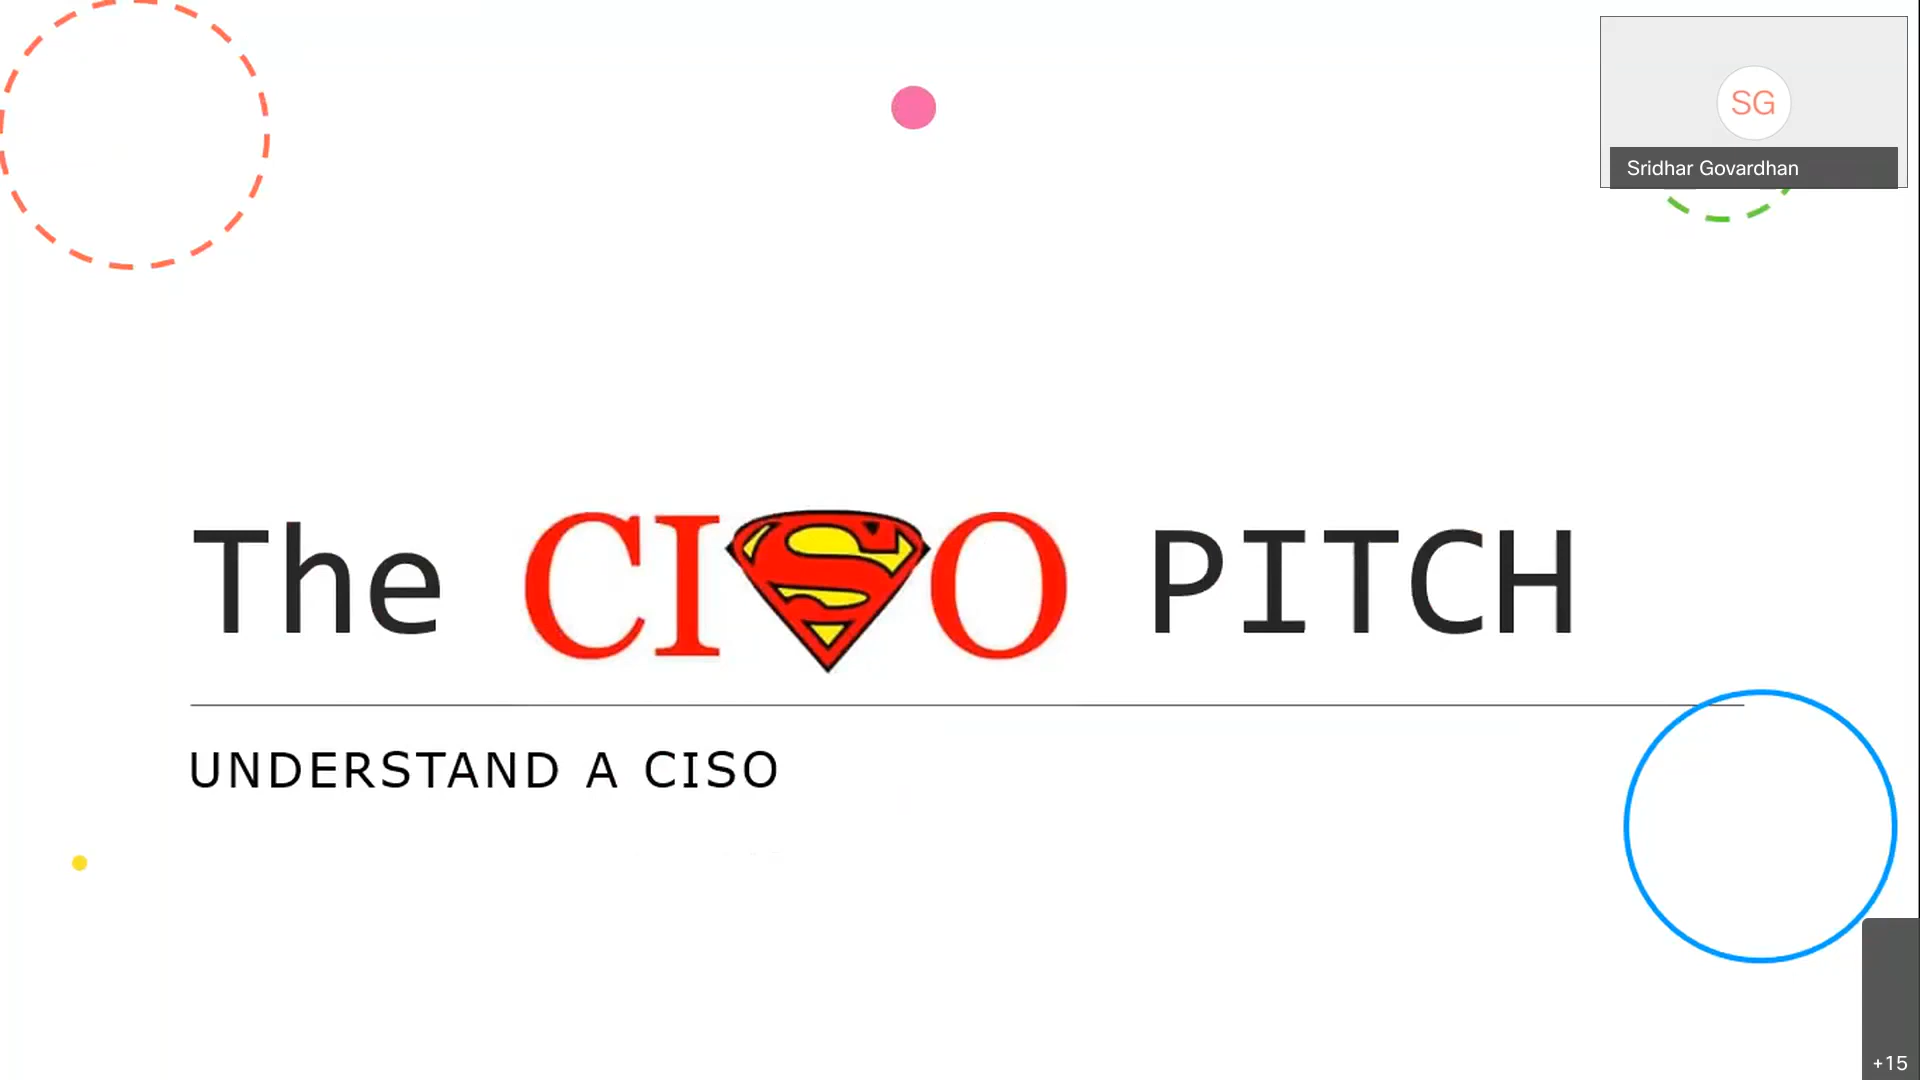 SG
Sridhar Govardhan
The CISO PITCH
UNDERSTAND A CISO
+15